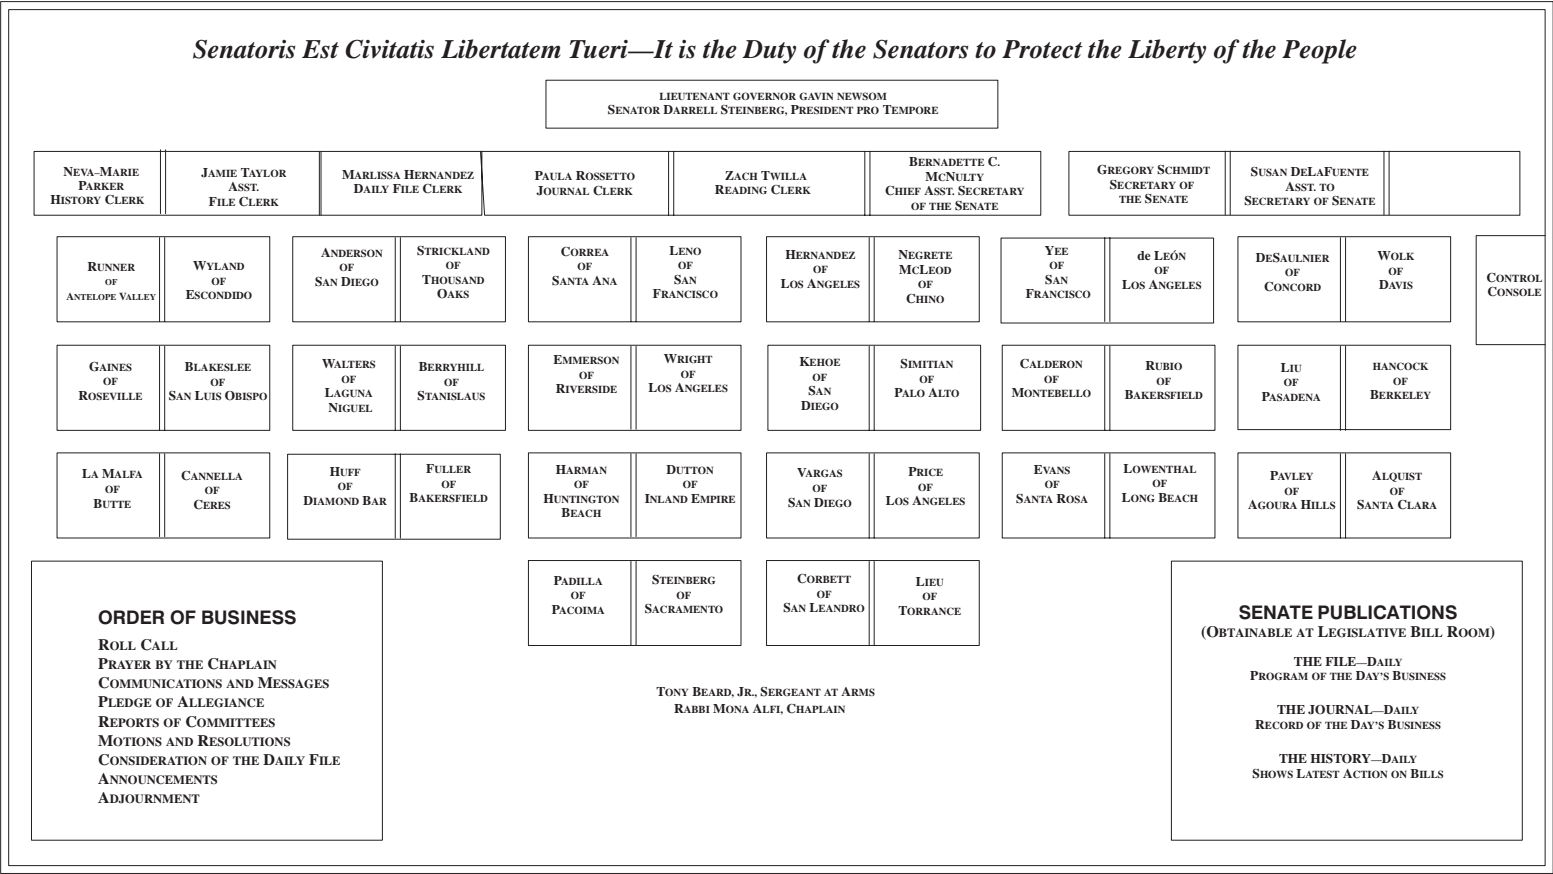 Senatoris Est Civitatis Libertatem Tueri—It is the Duty of the Senators to Protect the Liberty of the People
LIEUTENANT GOVERNOR GAVIN NEWSOM
SENATOR DARRELL STEINBERG, PRESIDENT PRO TEMPORE
NEVA–MARIE
PARKER
HISTORY CLERK
JAMIE TAYLOR
ASST.
FILE CLERK
MARLISSA HERNANDEZ
DAILY FILE CLERK
PAULA ROSSETTO
JOURNAL CLERK
ZACH TWILLA
READING CLERK
BERNADETTE C.
MCNULTY
CHIEF ASST. SECRETARY
OF THE SENATE
GREGORY SCHMIDT
SECRETARY OF
THE SENATE
SUSAN DELAFUENTE
ASST. TO
SECRETARY OF SENATE
RUNNER
OF
ANTELOPE VALLEY
WYLAND
OF
ESCONDIDO
ANDERSON
OF
SAN DIEGO
STRICKLAND
OF
THOUSAND
OAKS
CORREA
OF
SANTA ANA
LENO
OF
SAN
FRANCISCO
HERNANDEZ
OF
LOS ANGELES
NEGRETE
MCLEOD
OF
CHINO
YEE
OF
SAN
FRANCISCO
de LEÓN
OF
LOS ANGELES
DESAULNIER
OF
CONCORD
WOLK
OF
DAVIS
CONTROL
CONSOLE
GAINES
OF
ROSEVILLE
BLAKESLEE
OF
SAN LUIS OBISPO
WALTERS
OF
LAGUNA
NIGUEL
BERRYHILL
OF
STANISLAUS
EMMERSON
OF
RIVERSIDE
WRIGHT
OF
LOS ANGELES
KEHOE
OF
SAN
DIEGO
SIMITIAN
OF
PALO ALTO
CALDERON
OF
MONTEBELLO
RUBIO
OF
BAKERSFIELD
LIU
OF
PASADENA
HANCOCK
OF
BERKELEY
LA MALFA
OF
BUTTE
CANNELLA
OF
CERES
HUFF
OF
DIAMOND BAR
FULLER
OF
BAKERSFIELD
HARMAN
OF
HUNTINGTON
BEACH
DUTTON
OF
INLAND EMPIRE
VARGAS
OF
SAN DIEGO
PRICE
OF
LOS ANGELES
EVANS
OF
SANTA ROSA
LOWENTHAL
OF
LONG BEACH
PAVLEY
OF
AGOURA HILLS
ALQUIST
OF
SANTA CLARA
PADILLA
OF
PACOIMA
STEINBERG
OF
SACRAMENTO
CORBETT
OF
SAN LEANDRO
LIEU
OF
TORRANCE
ORDER OF BUSINESS
ROLL CALL
PRAYER BY THE CHAPLAIN
COMMUNICATIONS AND MESSAGES
PLEDGE OF ALLEGIANCE
REPORTS OF COMMITTEES
MOTIONS AND RESOLUTIONS
CONSIDERATION OF THE DAILY FILE
ANNOUNCEMENTS
ADJOURNMENT
TONY BEARD, JR., SERGEANT AT ARMS
RABBI MONA ALFI, CHAPLAIN
SENATE PUBLICATIONS
(OBTAINABLE AT LEGISLATIVE BILL ROOM)
THE FILE—DAILY
PROGRAM OF THE DAY'S BUSINESS
THE JOURNAL—DAILY
RECORD OF THE DAY'S BUSINESS
THE HISTORY—DAILY
SHOWS LATEST ACTION ON BILLS